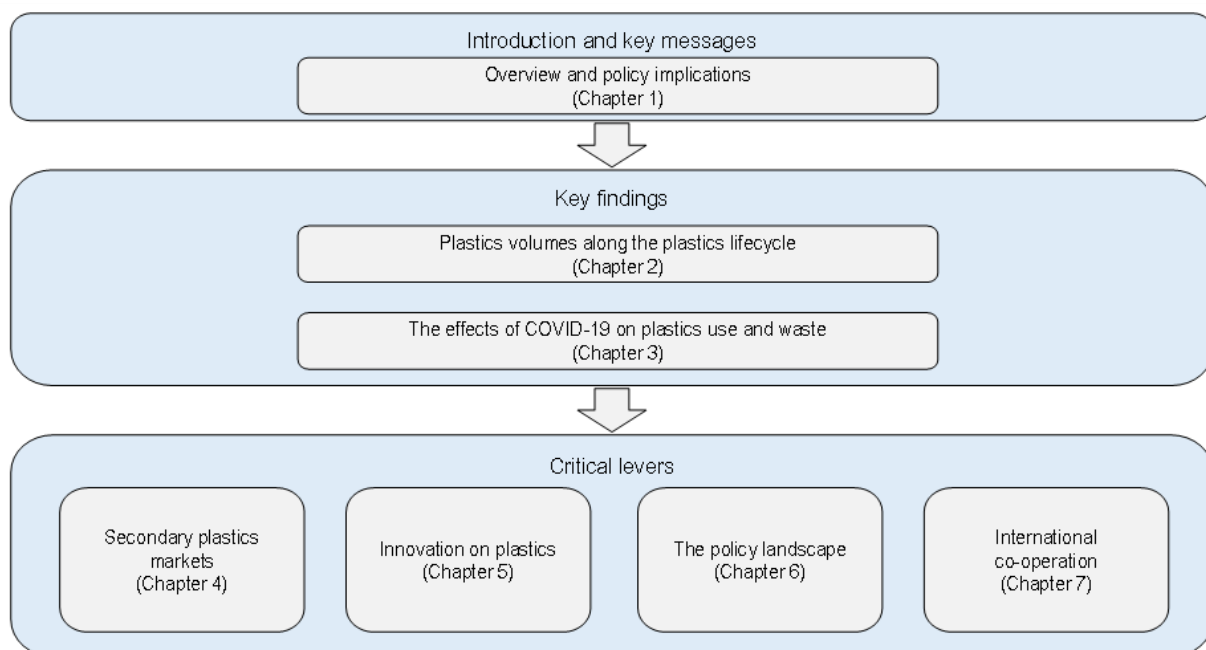 Introduction and key messages
Overview and policy implications
(Chapter 1)
Key findings
Plastics volumes along the plastics lifecycle
(Chapter 2)
The effects of COVID-19 on plastics use and waste
(Chapter 3)
Critical levers
Secondary plastics
markets
(Chapter 4)
Innovation on plastics
(Chapter 5)
The policy landscape
(Chapter 6)
International
co-operation
(Chapter 7)